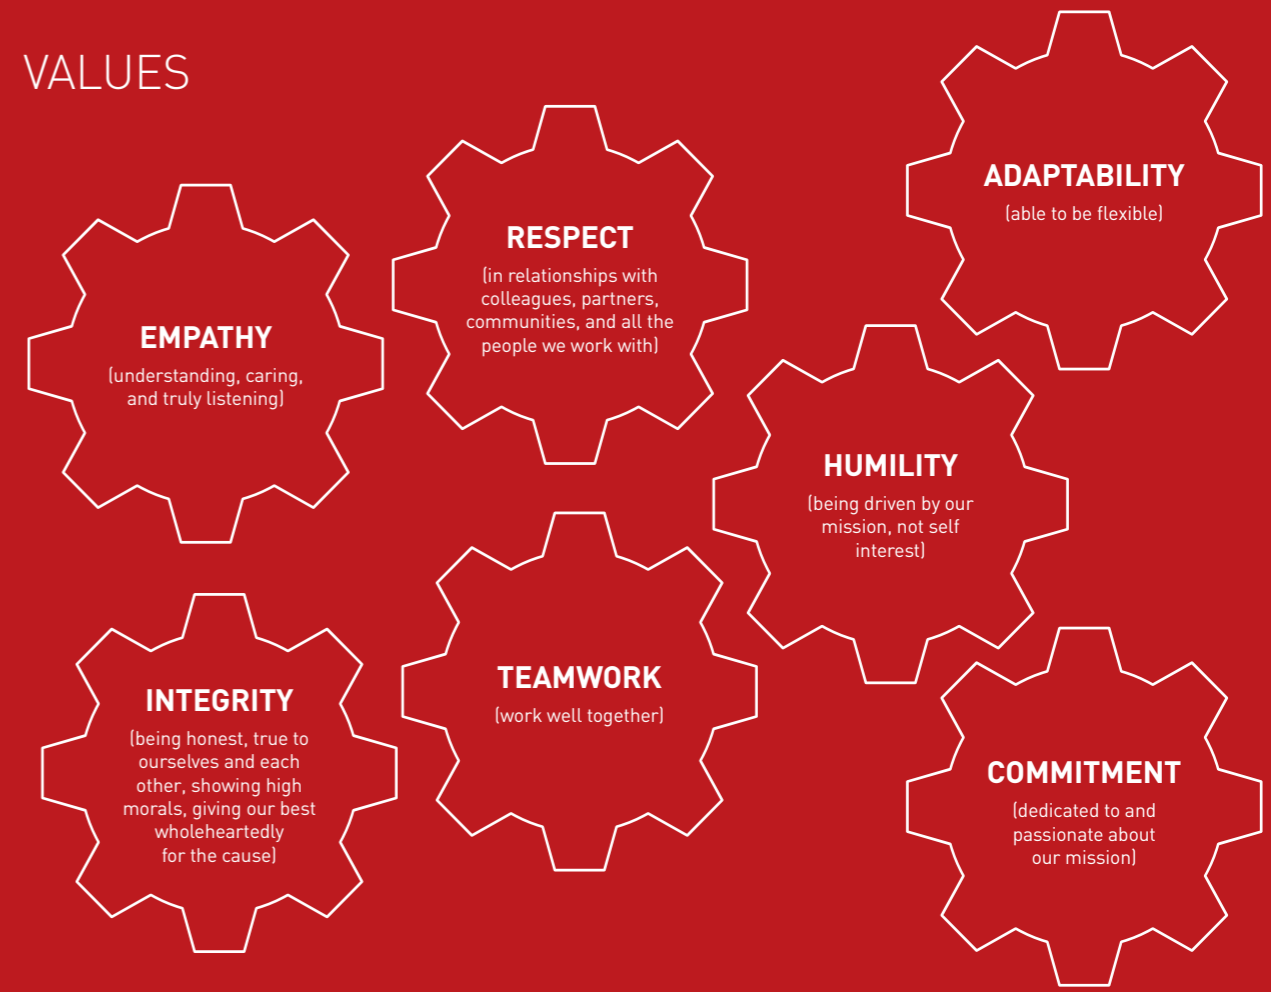 VALUES
EMPATHY
(understanding, caring,
and truly listening)
RESPECT
(in relationships with
colleagues, partners,
communities, and all the
people we work with)
ADAPTABILITY
(able to be flexible)
HUMILITY
(being driven by our
mission, not self
interest)
INTEGRITY
(being honest, true to
ourselves and each
other, showing high
morals, giving our best
wholeheartedly
for the cause)
TEAMWORK
(work well together)
COMMITMENT
(dedicated to and
passionate about
our mission)